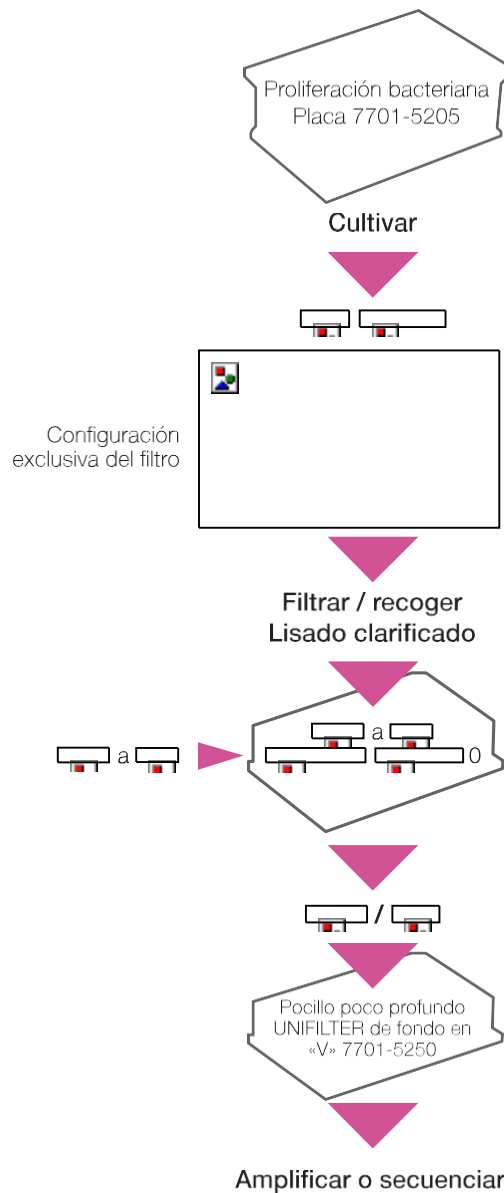 Proliferación bacteriana
Placa 7701-5205
Cultivar
Configuración
exclusiva del filtro
Filtrar / recoger
Lisado clarificado
a
a
0
/
Pocillo poco profundo
UNIFILTER de fondo en
«V» 7701-5250
Amplificar o secuenciar